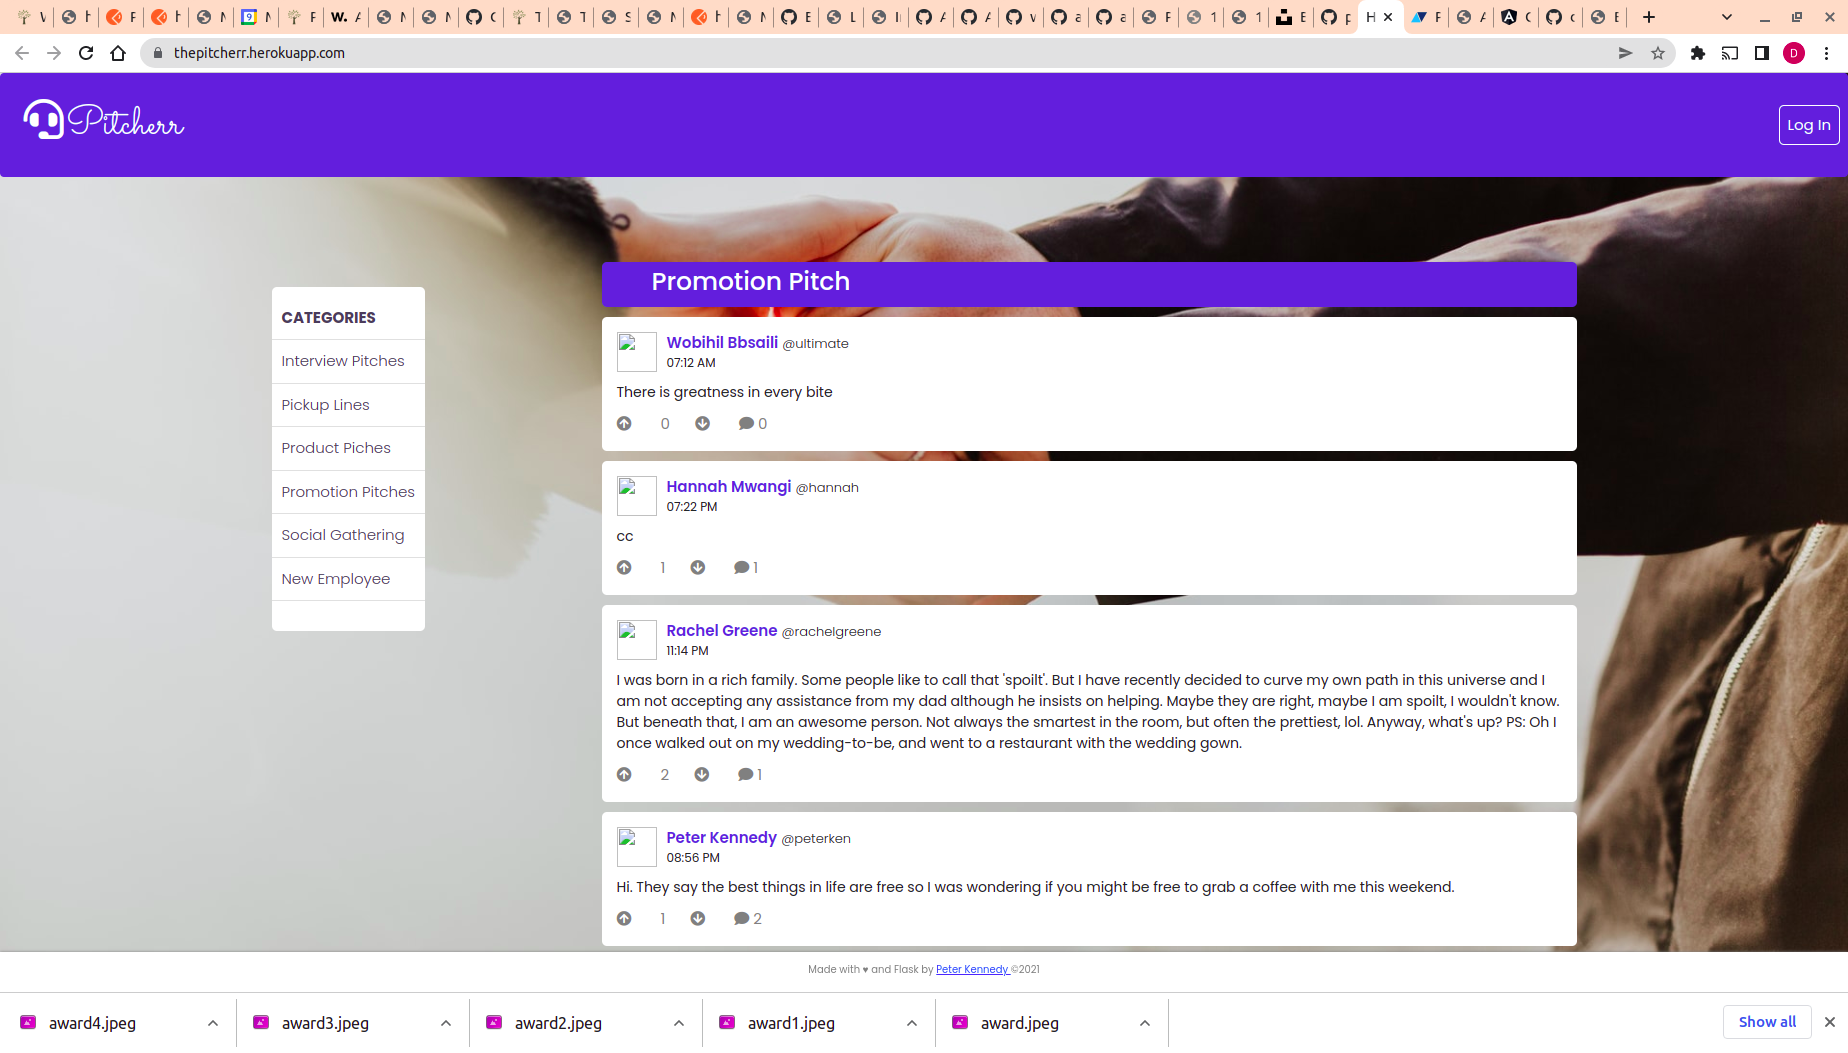 thepitcherr.herokuapp.com
D
Pitcherr
Log In
CATEGORIES
Interview Pitches
Pickup Lines
Product Piches
Promotion Pitches
Social Gathering
New Employee
Promotion Pitch
Wobihil Bbsaili @ultimate
07:12 AM
There is greatness in every bite
0 0
Hannah Mwangi @hannah
07:22 PM
cc
1 1
Rachel Greene @rachelgreene
11:14 PM
I was born in a rich family. Some people like to call that 'spoilt'. But I have recently decided to curve my own path in this universe and I
am not accepting any assistance from my dad although he insists on helping. Maybe they are right, maybe I am spoilt, I wouldn't know.
But beneath that, I am an awesome person. Not always the smartest in the room, but often the prettiest, lol. Anyway, what's up? PS: Oh I
once walked out on my wedding-to-be, and went to a restaurant with the wedding gown.
2 1
Peter Kennedy @peterken
08:56 PM
Hi. They say the best things in life are free so I was wondering if you might be free to grab a coffee with me this weekend.
1 2
Made with ♥ and Flask by Peter Kennedy ©2021
award4.jpeg
award3.jpeg
award2.jpeg
award1.jpeg
award.jpeg
Show all